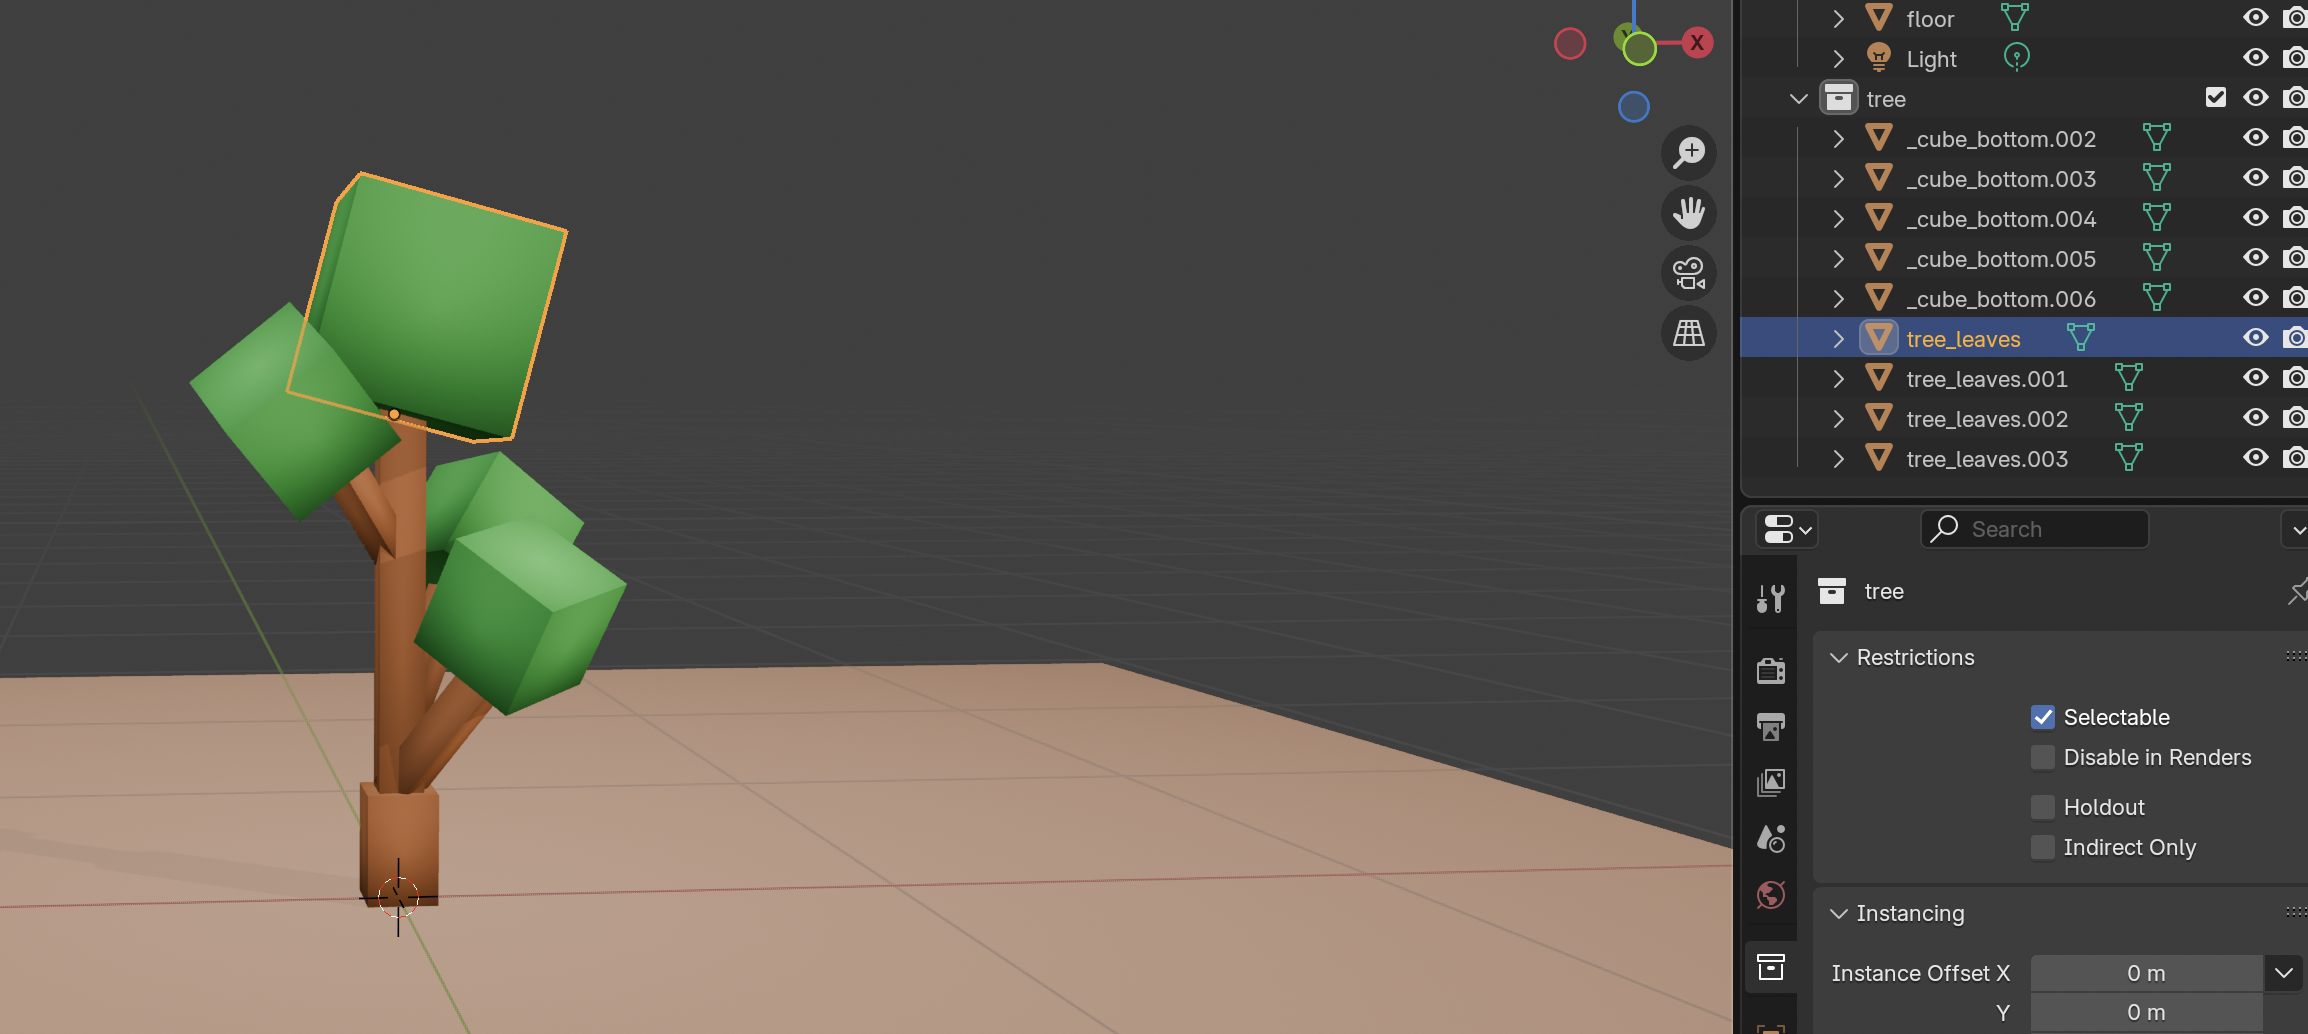 Y
X
floor
Light
tree
_cube_bottom.002
_cube_bottom.003
_cube_bottom.004
_cube_bottom.005
_cube_bottom.006
tree_leaves
tree_leaves.001
tree_leaves.002
tree_leaves.003
Search
tree
Restrictions
Selectable
Disable in Renders
Holdout
Indirect Only
Instancing
Instance Offset X 0 m
Y 0 m